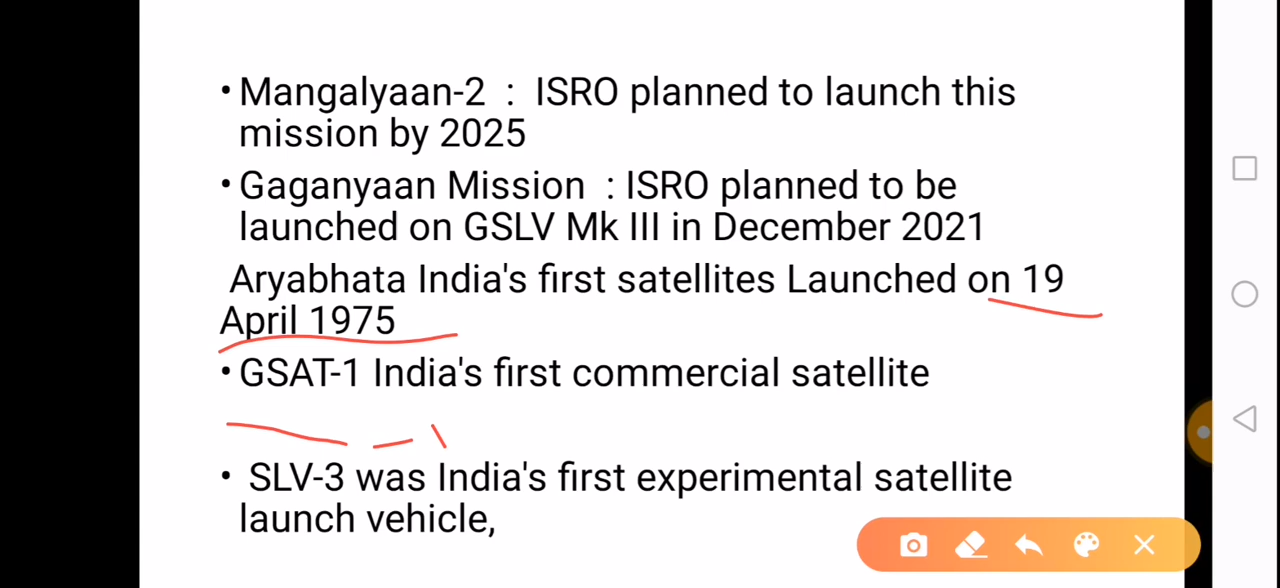 • Mangalyaan-2 : ISRO planned to launch this
mission by 2025
• Gaganyaan Mission : ISRO planned to be
launched on GSLV Mk III in December 2021
Aryabhata India's first satellites Launched on 19
April 1975
• GSAT-1 India's first commercial satellite
• SLV-3 was India's first experimental satellite
launch vehicle,